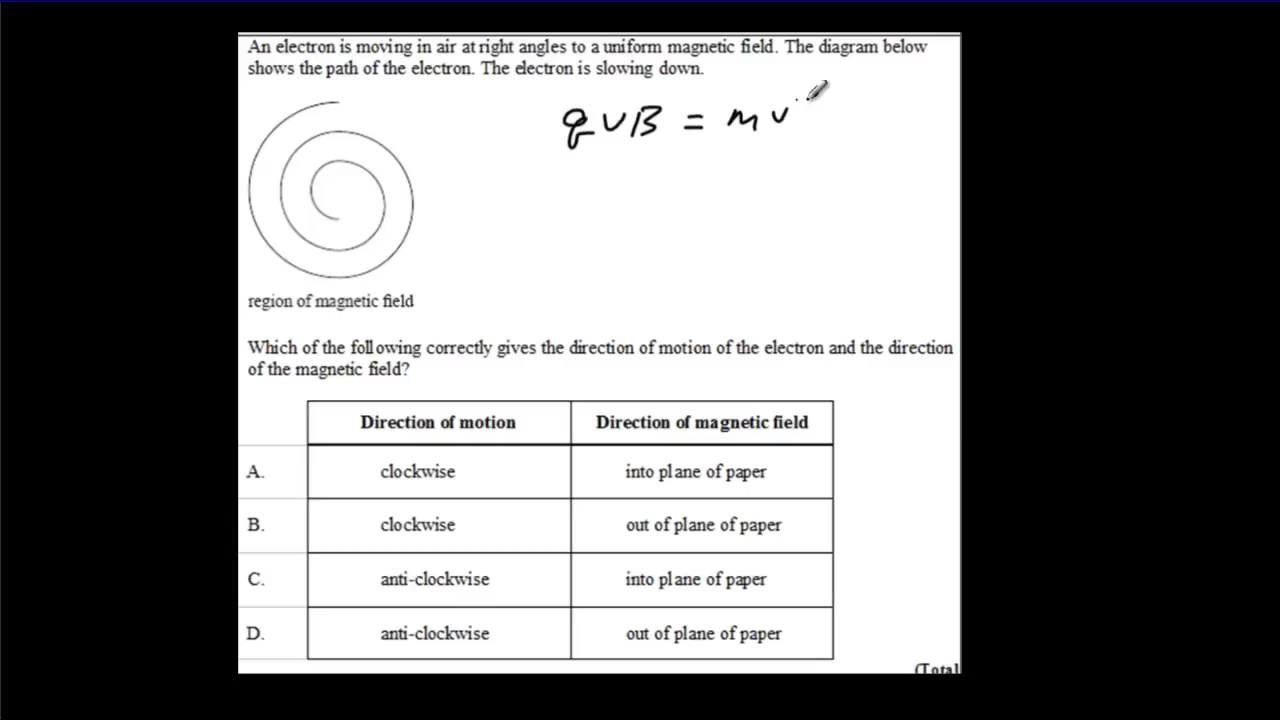 An electron is moving in air at right angles to a uniform magnetic field. The diagram below
shows the path of the electron. The electron is slowing down.
qvB = mv
region of magnetic field
Which of the following correctly gives the direction of motion of the electron and the direction
of the magnetic field?
Direction of motion Direction of magnetic field
A. clockwise into plane of paper
B. clockwise out of plane of paper
C. anti-clockwise into plane of paper
D. anti-clockwise out of plane of paper
(Total